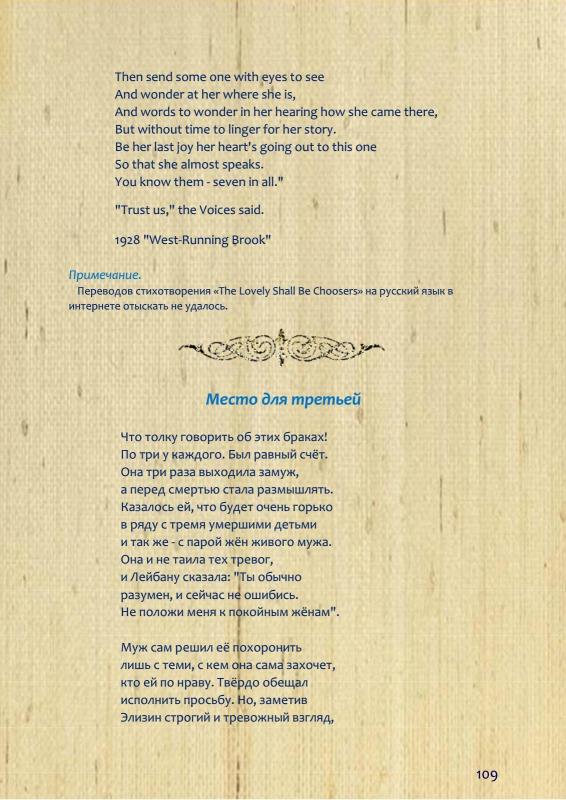 Then send some one with eyes to see
And wonder at her where she is,
And words to wonder in her hearing how she came there,
But without time to linger for her story.
Be her last joy her heart's going out to this one
So that she almost speaks.
You know them - seven in all."
"Trust us," the Voices said.
1928 "West-Running Brook"
Примечание.
Переводов стихотворения «The Lovely Shall Be Choosers» на русский язык в
интернете отыскать не удалось.
Место для третьей
Что толку говорить об этих браках!
По три у каждого. Был равный счёт.
Она три раза выходила замуж,
а перед смертью стала размышлять.
Казалось ей, что будет очень горько
в ряду с тремя умершими детьми
и так же - с парой жён живого мужа.
Она и не таила тех тревог,
и Лейбану сказала: "Ты обычно
разумен, и сейчас не ошибись.
Не положи меня к покойным жёнам".
Муж сам решил её похоронить
лишь с теми, с кем она сама захочет,
кто ей по нраву. Твёрдо обещал
исполнить просьбу. Но, заметив
Элизин строгий и тревожный взгляд,
109